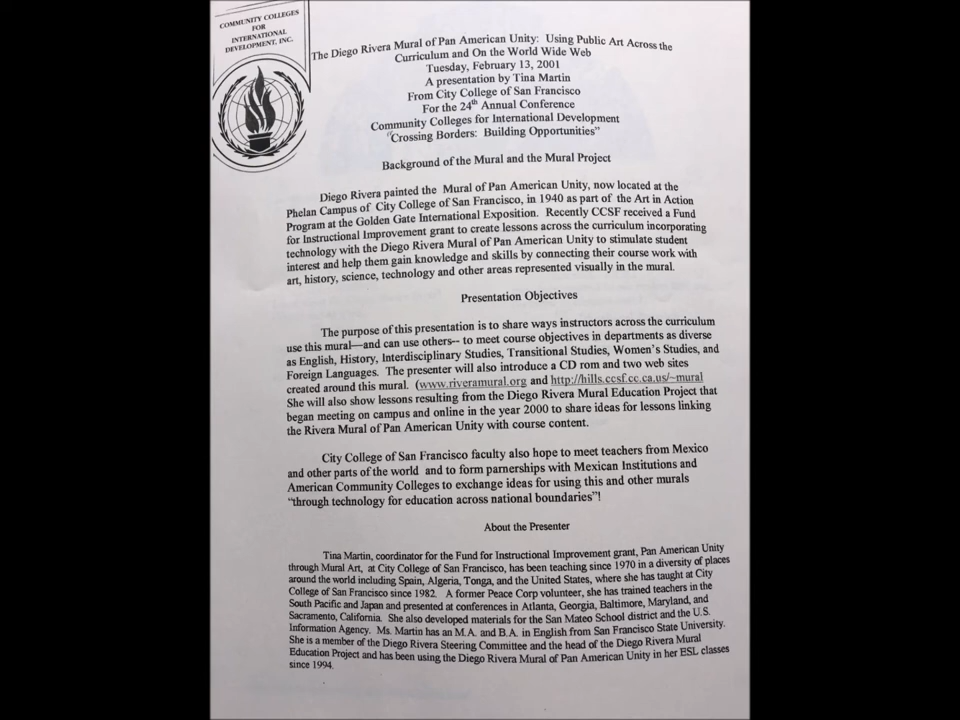 COMMUNITY COLLEGES
FOR
INTERNATIONAL
DEVELOPMENT, INC.
The Diego Rivera Mural of Pan American Unity: Using Public Art Across the
Curriculum and On the World Wide Web
Tuesday, February 13, 2001
A presentation by Tina Martin
From City College of San Francisco
For the 24th Annual Conference
Community Colleges for International Development
"Crossing Borders: Building Opportunities"
Background of the Mural and the Mural Project
Diego Rivera painted the Mural of Pan American Unity, now located at the
Phelan Campus of City College of San Francisco, in 1940 as part of the Art in Action
Program at the Golden Gate International Exposition. Recently CCSF received a Fund
for Instructional Improvement grant to create lessons across the curriculum incorporating
technology with the Diego Rivera Mural of Pan American Unity to stimulate student
interest and help them gain knowledge and skills by connecting their course work with
art, history, science, technology and other areas represented visually in the mural.
Presentation Objectives
The purpose of this presentation is to share ways instructors across the curriculum
use this mural—and can use others-- to meet course objectives in departments as diverse
as English, History, Interdisciplinary Studies, Transitional Studies, Women's Studies, and
Foreign Languages. The presenter will also introduce a CD rom and two web sites
created around this mural. (www.riveramural.org and http://hills.ccsf.cc.ca.us/~mural
She will also show lessons resulting from the Diego Rivera Mural Education Project that
began meeting on campus and online in the year 2000 to share ideas for lessons linking
the Rivera Mural of Pan American Unity with course content.
City College of San Francisco faculty also hope to meet teachers from Mexico
and other parts of the world and to form parnerships with Mexican Institutions and
American Community Colleges to exchange ideas for using this and other murals
"through technology for education across national boundaries"!
About the Presenter
Tina Martin, coordinator for the Fund for Instructional Improvement grant, Pan American Unity
through Mural Art, at City College of San Francisco, has been teaching since 1970 in a diversity of places
around the world including Spain, Algeria, Tonga, and the United States, where she has taught at City
College of San Francisco since 1982. A former Peace Corp volunteer, she has trained teachers in the
South Pacific and Japan and presented at conferences in Atlanta, Georgia, Baltimore, Maryland, and
Sacramento, California. She also developed materials for the San Mateo School district and the U.S.
Information Agency. Ms. Martin has an M.A. and B.A. in English from San Francisco State University.
She is a member of the Diego Rivera Steering Committee and the head of the Diego Rivera Mural
Education Project and has been using the Diego Rivera Mural of Pan American Unity in her ESL classes
since 1994.